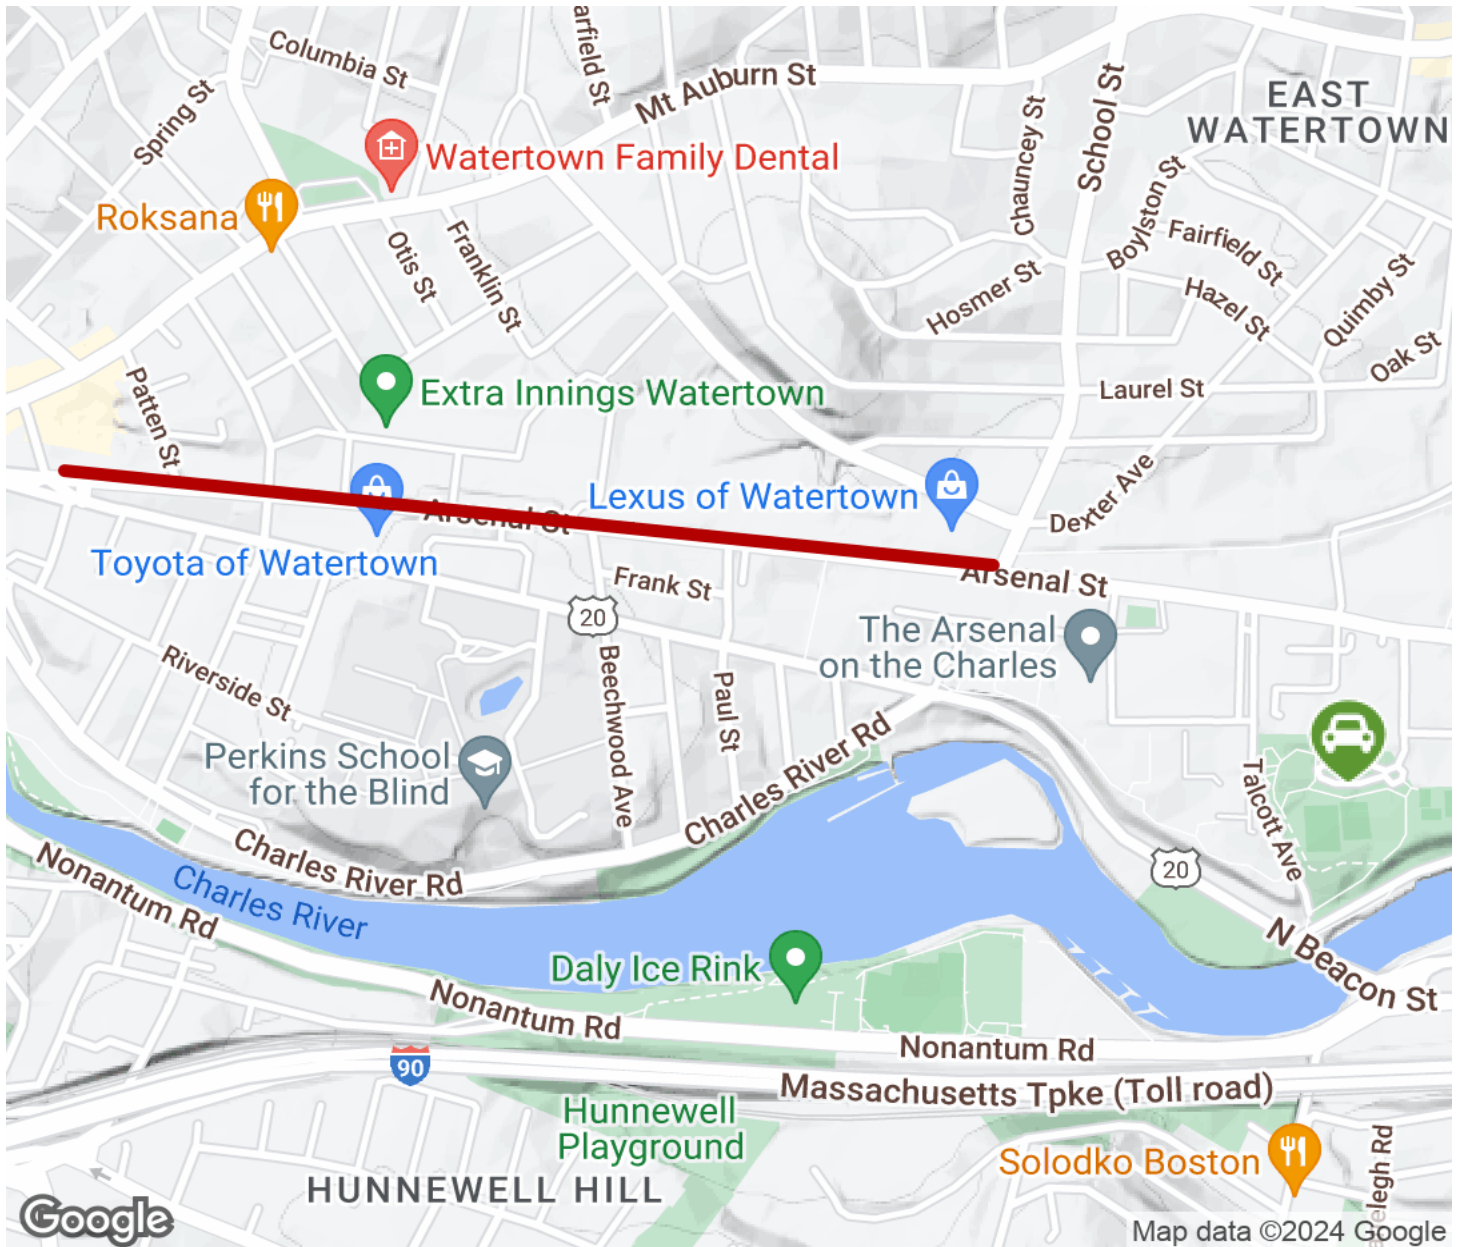 Columbia St
arfield St
Mt Auburn St
Spring St
Chauncey St
School St
EAST
WATERTOWN
Watertown Family Dental
Roksana
Otis St
Franklin St
Boylston St
Fairfield St
Hosmer St
Hazel St
Quimby St
Oak St
Laurel St
Patten St
Extra Innings Watertown
Lexus of Watertown
Dexter Ave
Arsenal St
Toyota of Watertown
Frank St
Arsenal St
20
The Arsenal
on the Charles
Riverside St
Beechwood Ave
Paul St
Charles River Rd
Perkins School
for the Blind
Talcott Ave
Charles River Rd
20
Nonantum Rd
Charles River
N Beacon St
Daly Ice Rink
Nonantum Rd
Nonantum Rd
90
Massachusetts Tpke (Toll road)
Hunnewell
Playground
Solodko Boston
elegh Rd
HUNNEWELL HILL
Google
Map data ©2024 Google